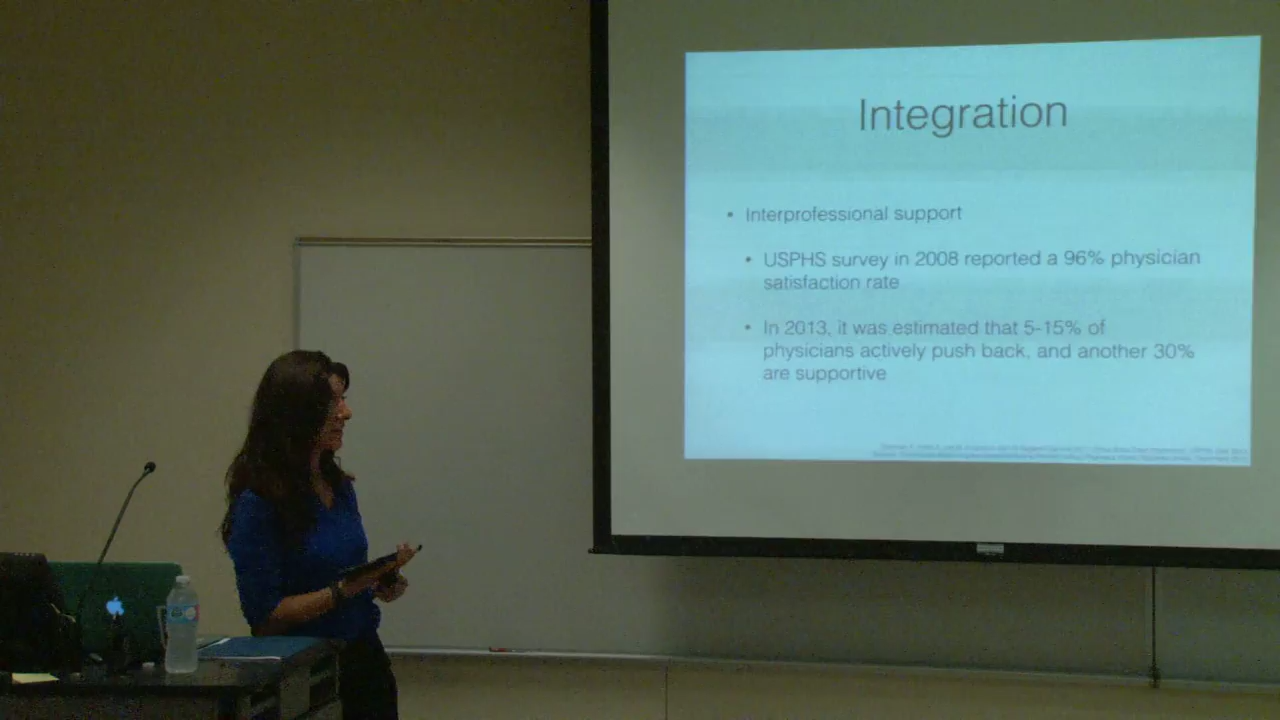 Integration
• Interprofessional support
• USPHS survey in 2008 reported a 96% physician
satisfaction rate
• In 2013, it was estimated that 5-15% of
physicians actively push back, and another 30%
are supportive